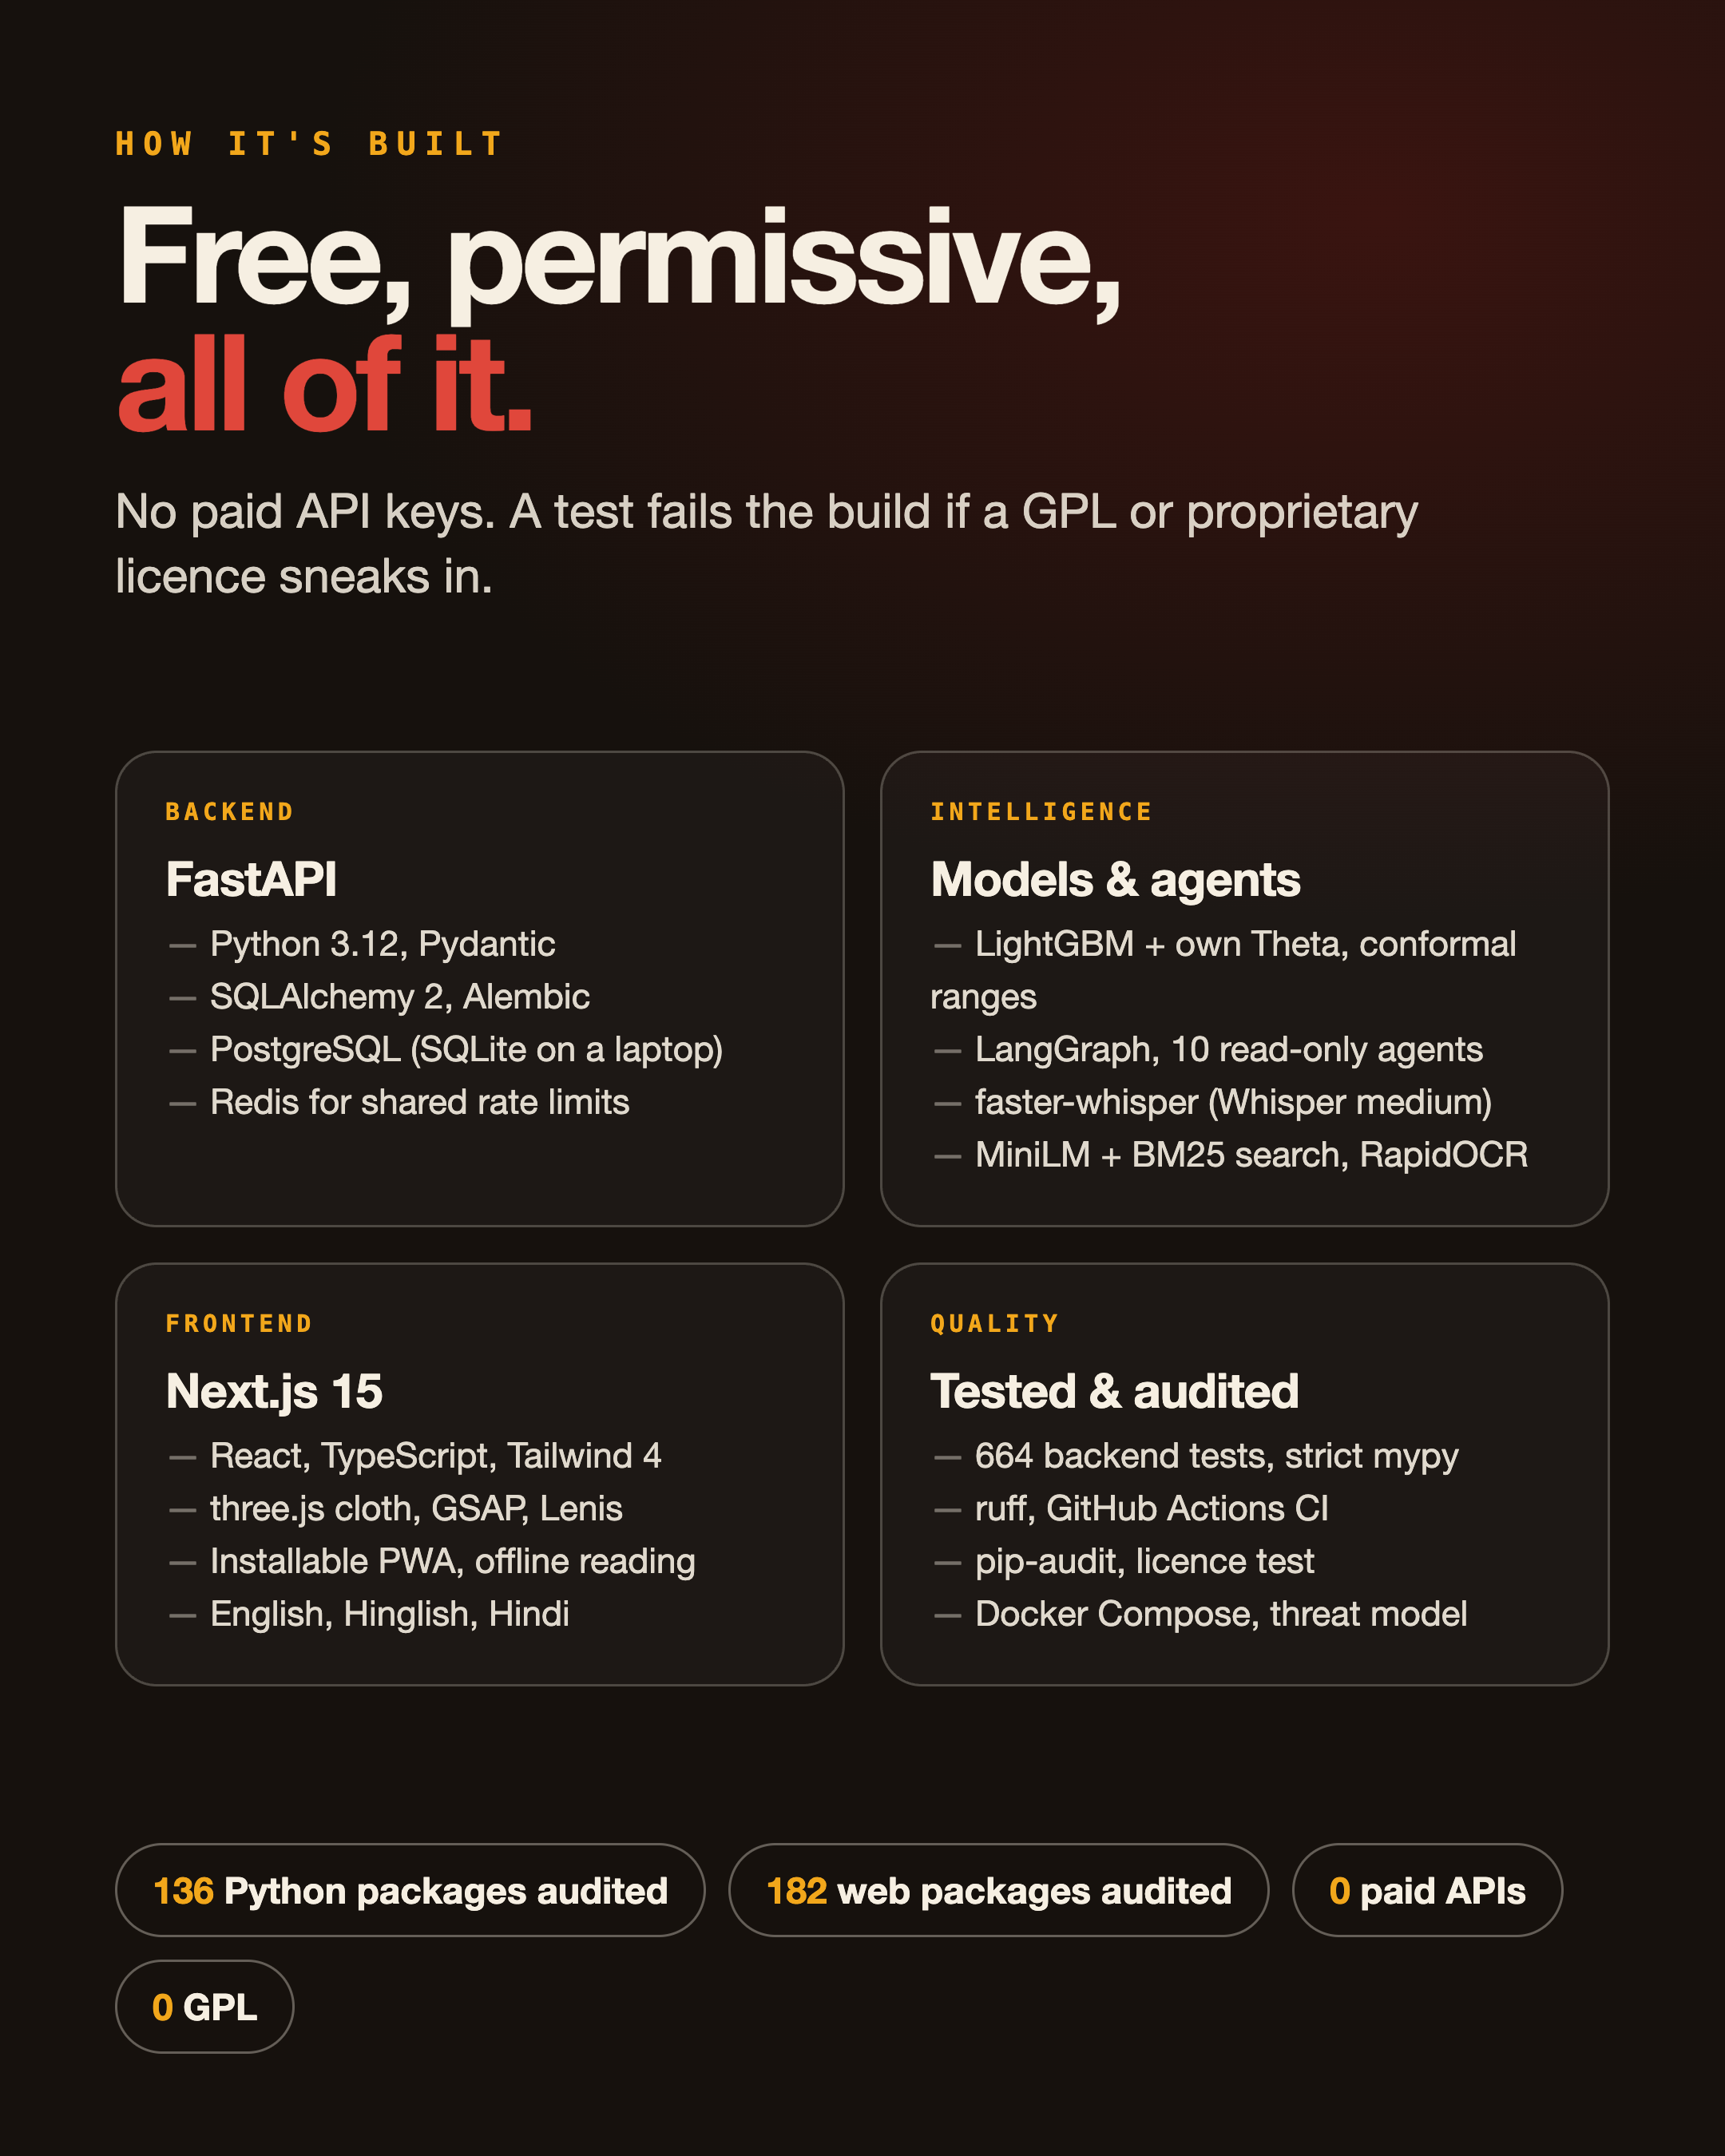 HOW IT'S BUILT
Free, permissive,
all of it.
No paid API keys. A test fails the build if a GPL or proprietary
licence sneaks in.
BACKEND
FastAPI
— Python 3.12, Pydantic
— SQLAlchemy 2, Alembic
— PostgreSQL (SQLite on a laptop)
— Redis for shared rate limits
INTELLIGENCE
Models & agents
— LightGBM + own Theta, conformal
ranges
— LangGraph, 10 read-only agents
— faster-whisper (Whisper medium)
— MiniLM + BM25 search, RapidOCR
FRONTEND
Next.js 15
— React, TypeScript, Tailwind 4
— three.js cloth, GSAP, Lenis
— Installable PWA, offline reading
— English, Hinglish, Hindi
QUALITY
Tested & audited
— 664 backend tests, strict mypy
— ruff, GitHub Actions CI
— pip-audit, licence test
— Docker Compose, threat model
136 Python packages audited
182 web packages audited
0 paid APIs
0 GPL